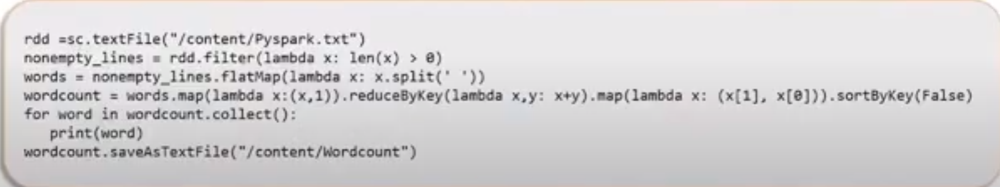 rdd =sc.textFile("/content/Pyspark.txt")
nonempty_lines = rdd.filter(lambda x: len(x) > 0)
words = nonempty_lines.flatMap(lambda x: x.split(' '))
wordcount = words.map(lambda x:(x,1)).reduceByKey(lambda x,y: x+y).map(lambda x: (x[1], x[0])).sortByKey(False)
for word in wordcount.collect():
   print(word)
wordcount.saveAsTextFile("/content/Wordcount")